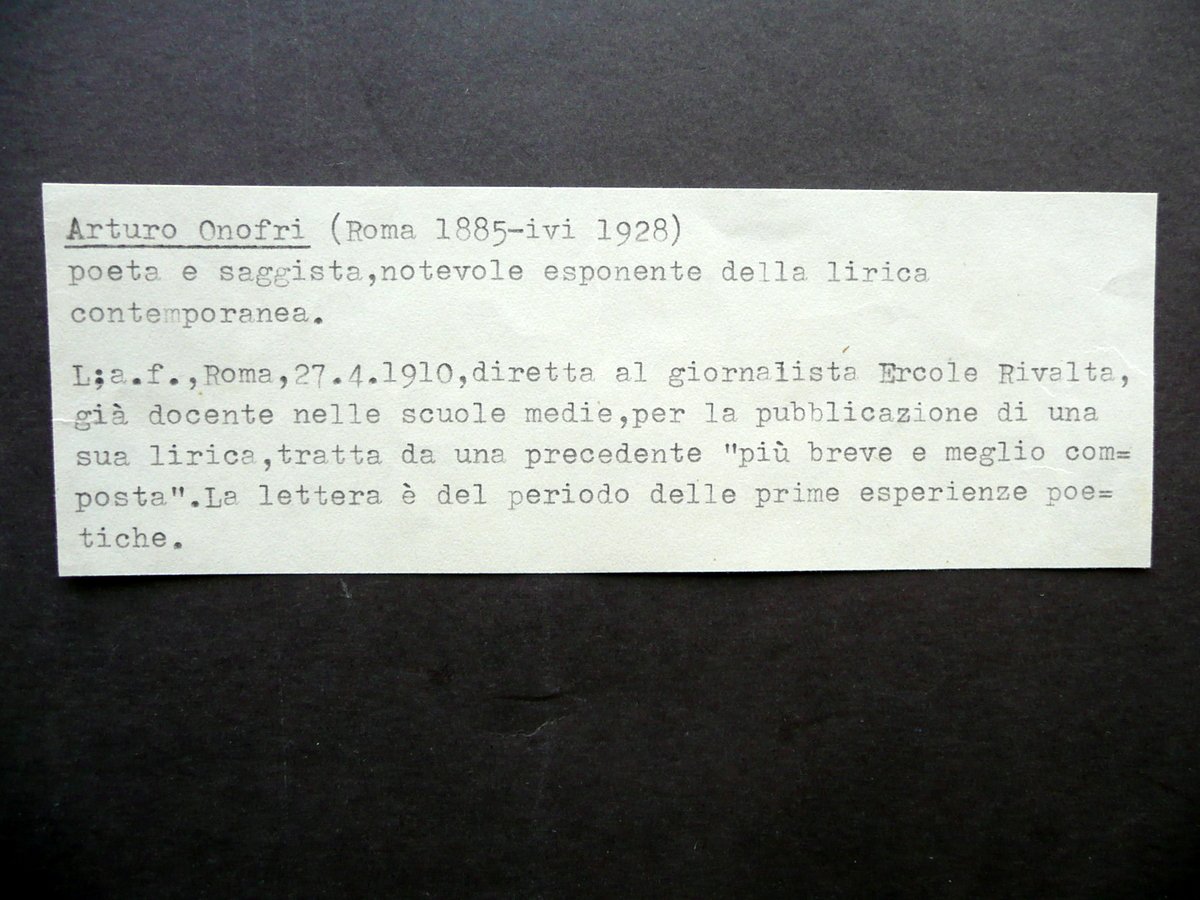 Arturo Onofri (Roma 1885-ivi 1928)
poeta e saggista,notevole esponente della lirica
contemporanea.
L;a.f.,Roma,27.4.1910,diretta al giornalista Ercole Rivalta,
già docente nelle scuole medie,per la pubblicazione di una
sua lirica,tratta da una precedente "più breve e meglio com=
posta".La lettera è del periodo delle prime esperienze poe=
tiche.